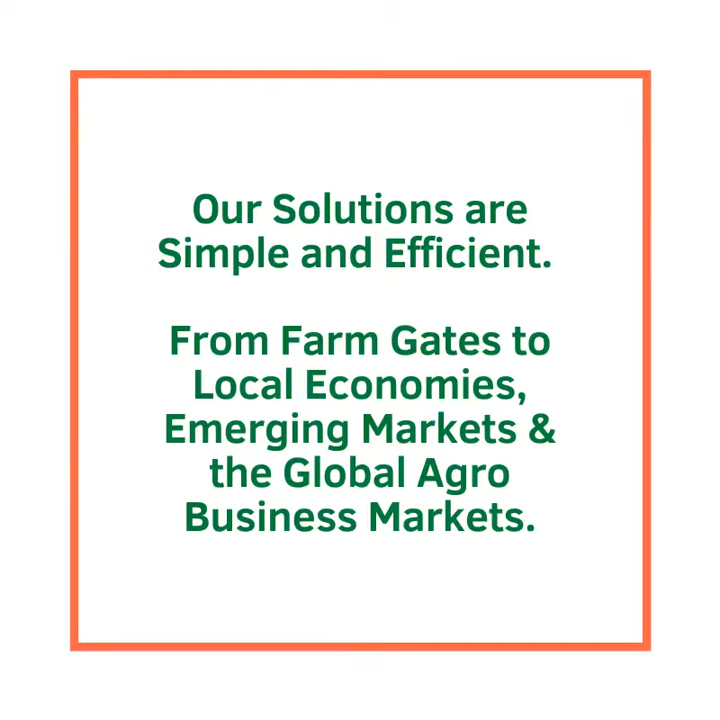 Our Solutions are
Simple and Efficient.
From Farm Gates to
Local Economies,
Emerging Markets &
the Global Agro
Business Markets.